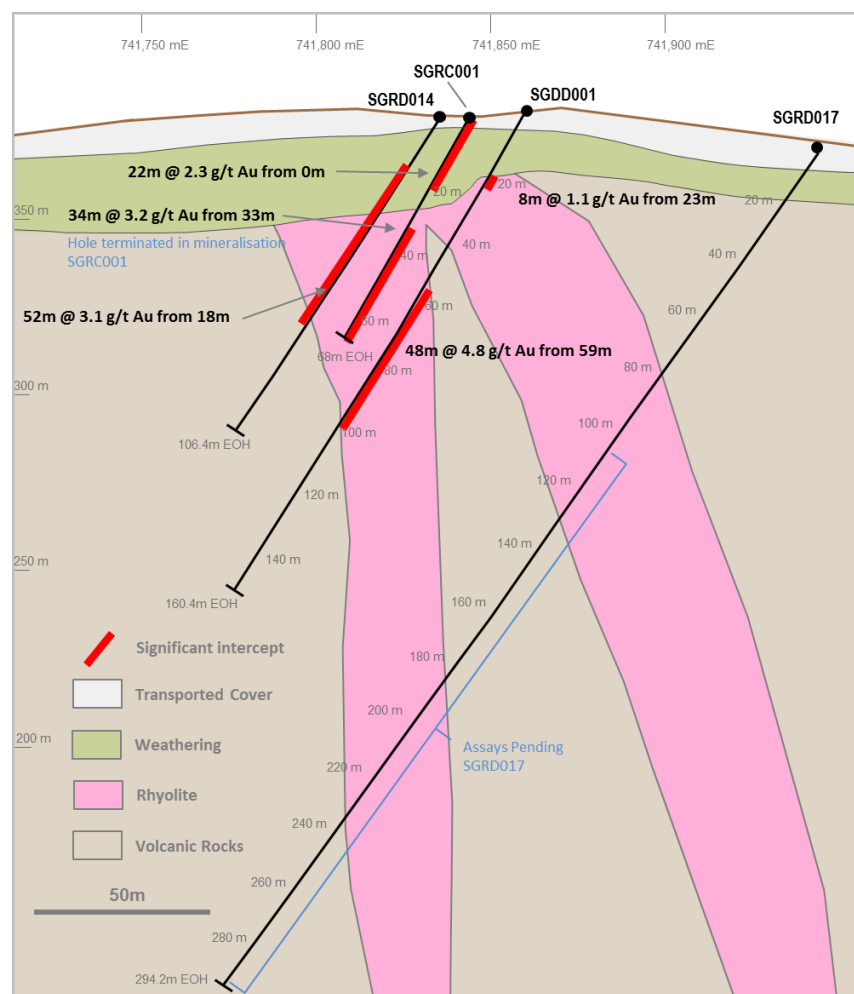 741,750 mE
741,800 mE
741,850 mE
741,900 mE
SGRC001
SGRD014
SGDD001
SGRD017
22m @ 2.3 g/t Au from 0m
20 m
20 m
8m @ 1.1 g/t Au from 23m
20 m
350 m
34m @ 3.2 g/t Au from 33m
Hole terminated in mineralisation
SGRC001
40 m
40 m
40 m
52m @ 3.1 g/t Au from 18m
60 m
60 m
60 m
68m EOH
48m @ 4.8 g/t Au from 59m
80 m
80 m
300 m
100 m
100 m
106.4m EOH
120 m
120 m
140 m
140 m
250 m
160.4m EOH
160 m
180 m
Significant intercept
Transported Cover
200 m
200 m
Weathering
Assays Pending
SGRD017
220 m
Rhyolite
240 m
Volcanic Rocks
260 m
50m
280 m
294.2m EOH